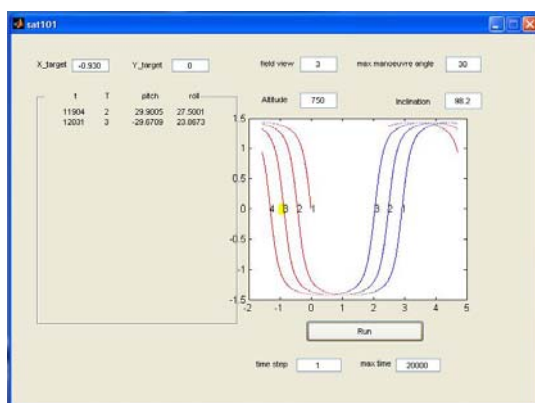 sat101
X_target -0.930 Y_target 0 field view 3 max manoeuvre angle 30
Altitude 750 Inclination 98.2
t T pitch roll
11904 2 29.9005 27.5001
12031 3 -29.6709 23.8673
1.5
1
0.5
0
-0.5
-1
-1.5
4 3 2 1 3 2 1
-2 -1 0 1 2 3 4 5
Run
time step 1 max time 20000